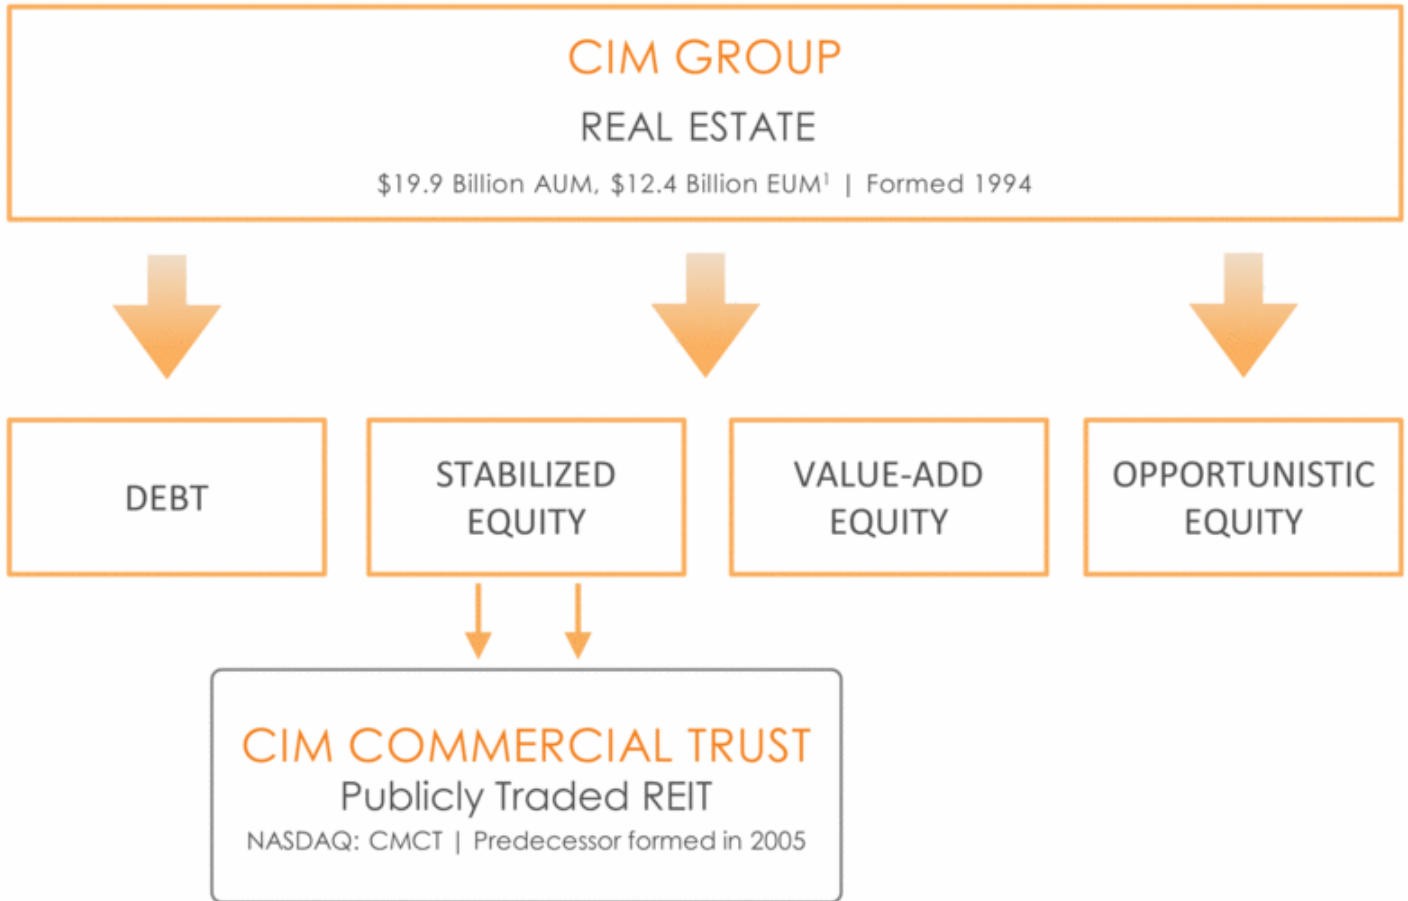 CIM GROUP
REAL ESTATE
$19.9 Billion AUM, $12.4 Billion EUM¹ | Formed 1994
DEBT
STABILIZED
EQUITY
VALUE-ADD
EQUITY
OPPORTUNISTIC
EQUITY
CIM COMMERCIAL TRUST
Publicly Traded REIT
NASDAQ: CMCT | Predecessor formed in 2005